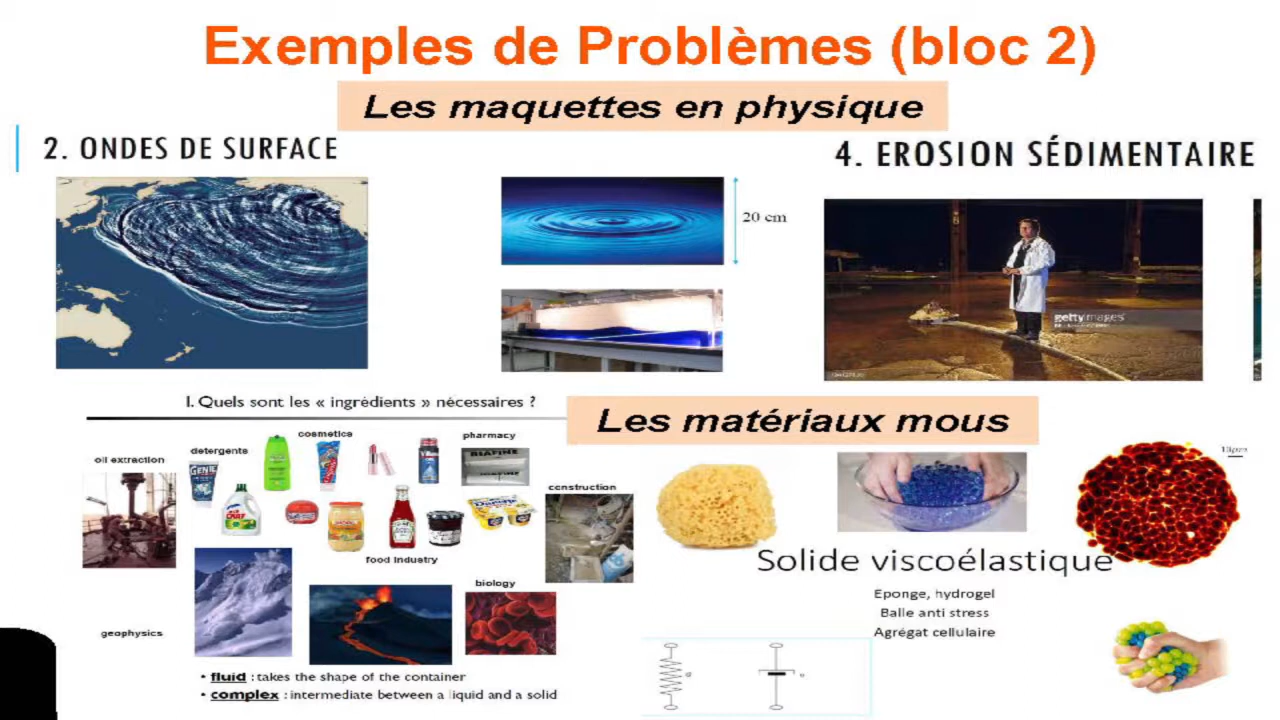 Exemples de Problèmes (bloc 2)
Les maquettes en physique
2. ONDES DE SURFACE
4. EROSION SÉDIMENTAIRE
20 cm
gettyimages
I. Quels sont les « ingrédients » nécessaires ?
Les matériaux mous
cosmetics
pharmacy
detergents
oil extraction
construction
food industry
biology
geophysics
• fluid : takes the shape of the container
• complex : intermediate between a liquid and a solid
Solide viscoélastique
Eponge, hydrogel
Balle anti stress
Agrégat cellulaire